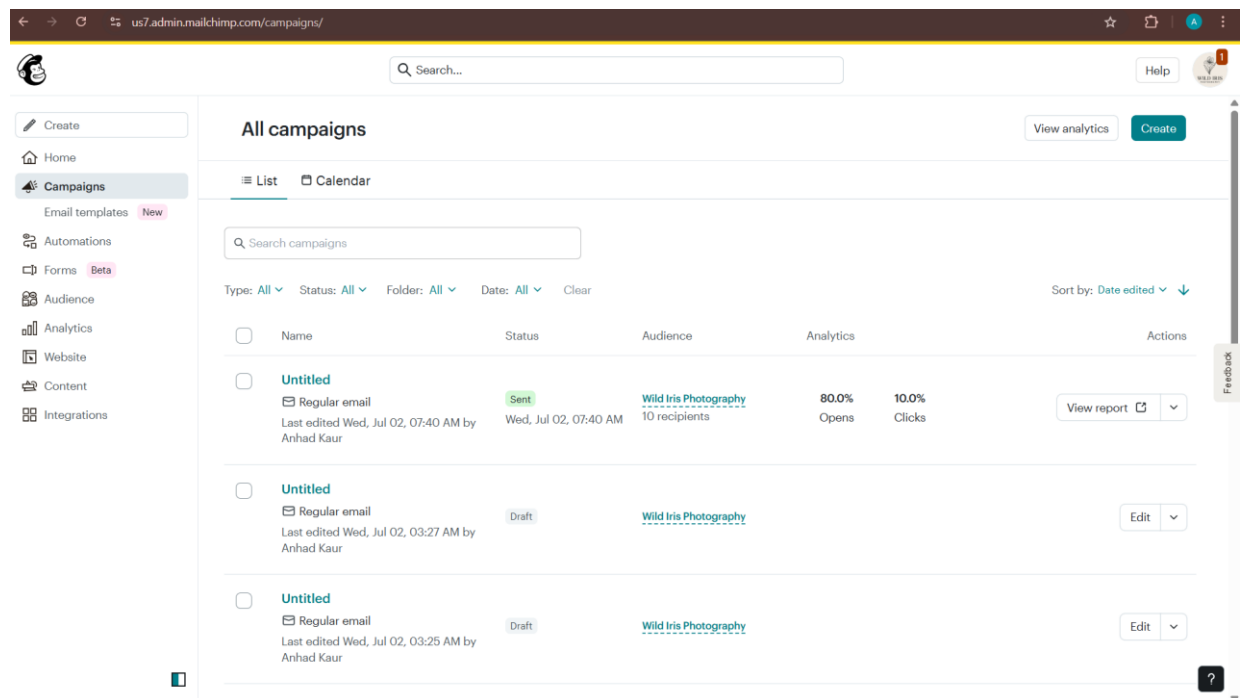 us7.admin.mailchimp.com/campaigns/
A
Search...
Help
1
Create
Home
Campaigns
Email templates New
Automations
Forms Beta
Audience
Analytics
Website
Content
Integrations
All campaigns
View analytics
Create
List
Calendar
Search campaigns
Type: All
Status: All
Folder: All
Date: All
Clear
Sort by: Date edited
Name
Status
Audience
Analytics
Actions
Untitled
Regular email
Last edited Wed, Jul 02, 07:40 AM by
Anhad Kaur
Sent
Wed, Jul 02, 07:40 AM
Wild Iris Photography
10 recipients
80.0%
Opens
10.0%
Clicks
View report
Untitled
Regular email
Last edited Wed, Jul 02, 03:27 AM by
Anhad Kaur
Draft
Wild Iris Photography
Edit
Untitled
Regular email
Last edited Wed, Jul 02, 03:25 AM by
Anhad Kaur
Draft
Wild Iris Photography
Edit
Feedback
?